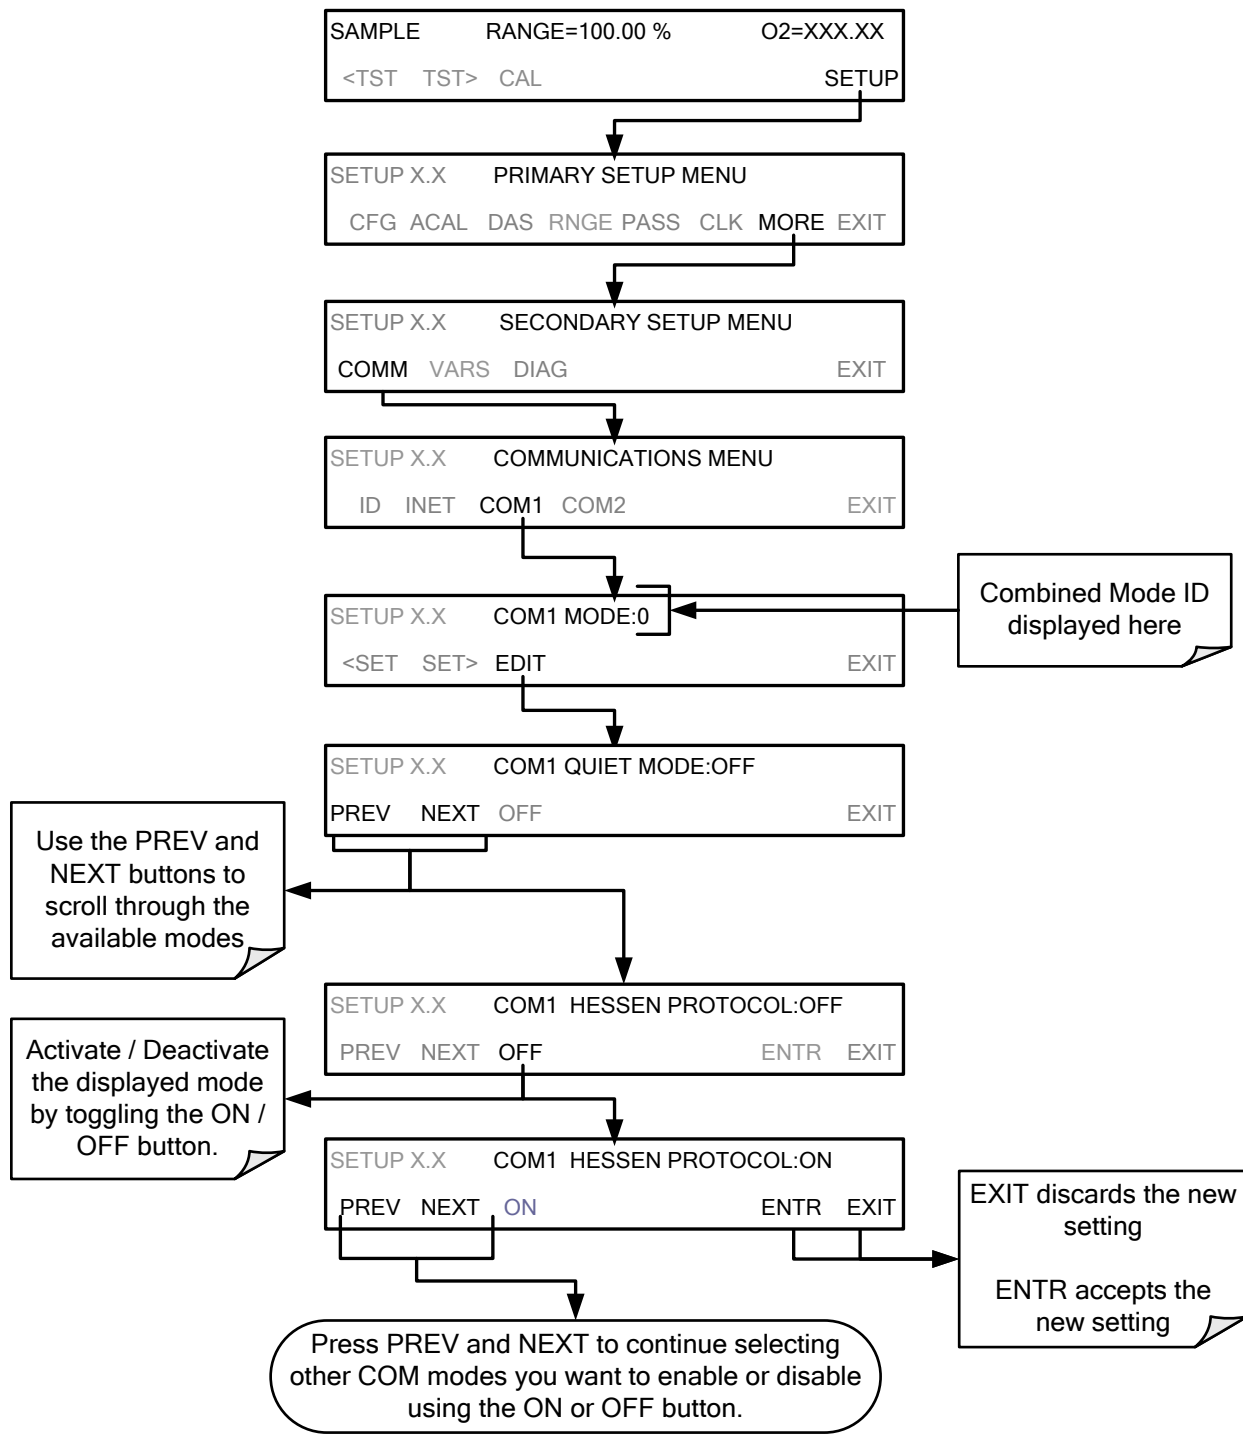 SAMPLE RANGE=100.00 % O2=XXX.XX
<TST TST> CAL SETUP
SETUP X.X PRIMARY SETUP MENU
CFG ACAL DAS RNGE PASS CLK MORE EXIT
SETUP X.X SECONDARY SETUP MENU
COMM VARS DIAG EXIT
SETUP X.X COMMUNICATIONS MENU
ID INET COM1 COM2 EXIT
SETUP X.X COM1 MODE:0
<SET SET> EDIT EXIT
Combined Mode ID
displayed here
SETUP X.X COM1 QUIET MODE:OFF
PREV NEXT OFF EXIT
Use the PREV and
NEXT buttons to
scroll through the
available modes
SETUP X.X COM1 HESSEN PROTOCOL:OFF
PREV NEXT OFF ENTR EXIT
Activate / Deactivate
the displayed mode
by toggling the ON /
OFF button.
SETUP X.X COM1 HESSEN PROTOCOL:ON
PREV NEXT ON ENTR EXIT
EXIT discards the new
setting
ENTR accepts the
new setting
Press PREV and NEXT to continue selecting
other COM modes you want to enable or disable
using the ON or OFF button.